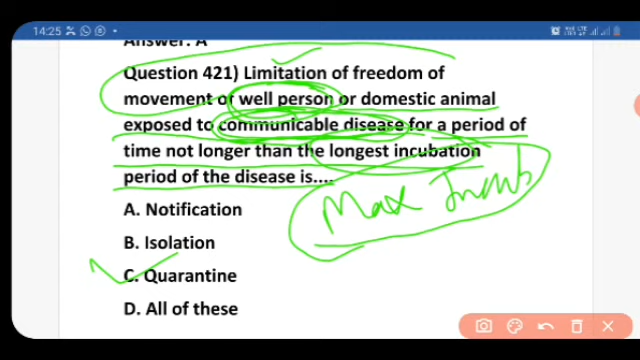 14:25
Answer: A
Question 421) Limitation of freedom of
movement or well person or domestic animal
exposed to communicable disease for a period of
time not longer than the longest incubation
period of the disease is....
Max Incub
A. Notification
B. Isolation
C. Quarantine
D. All of these